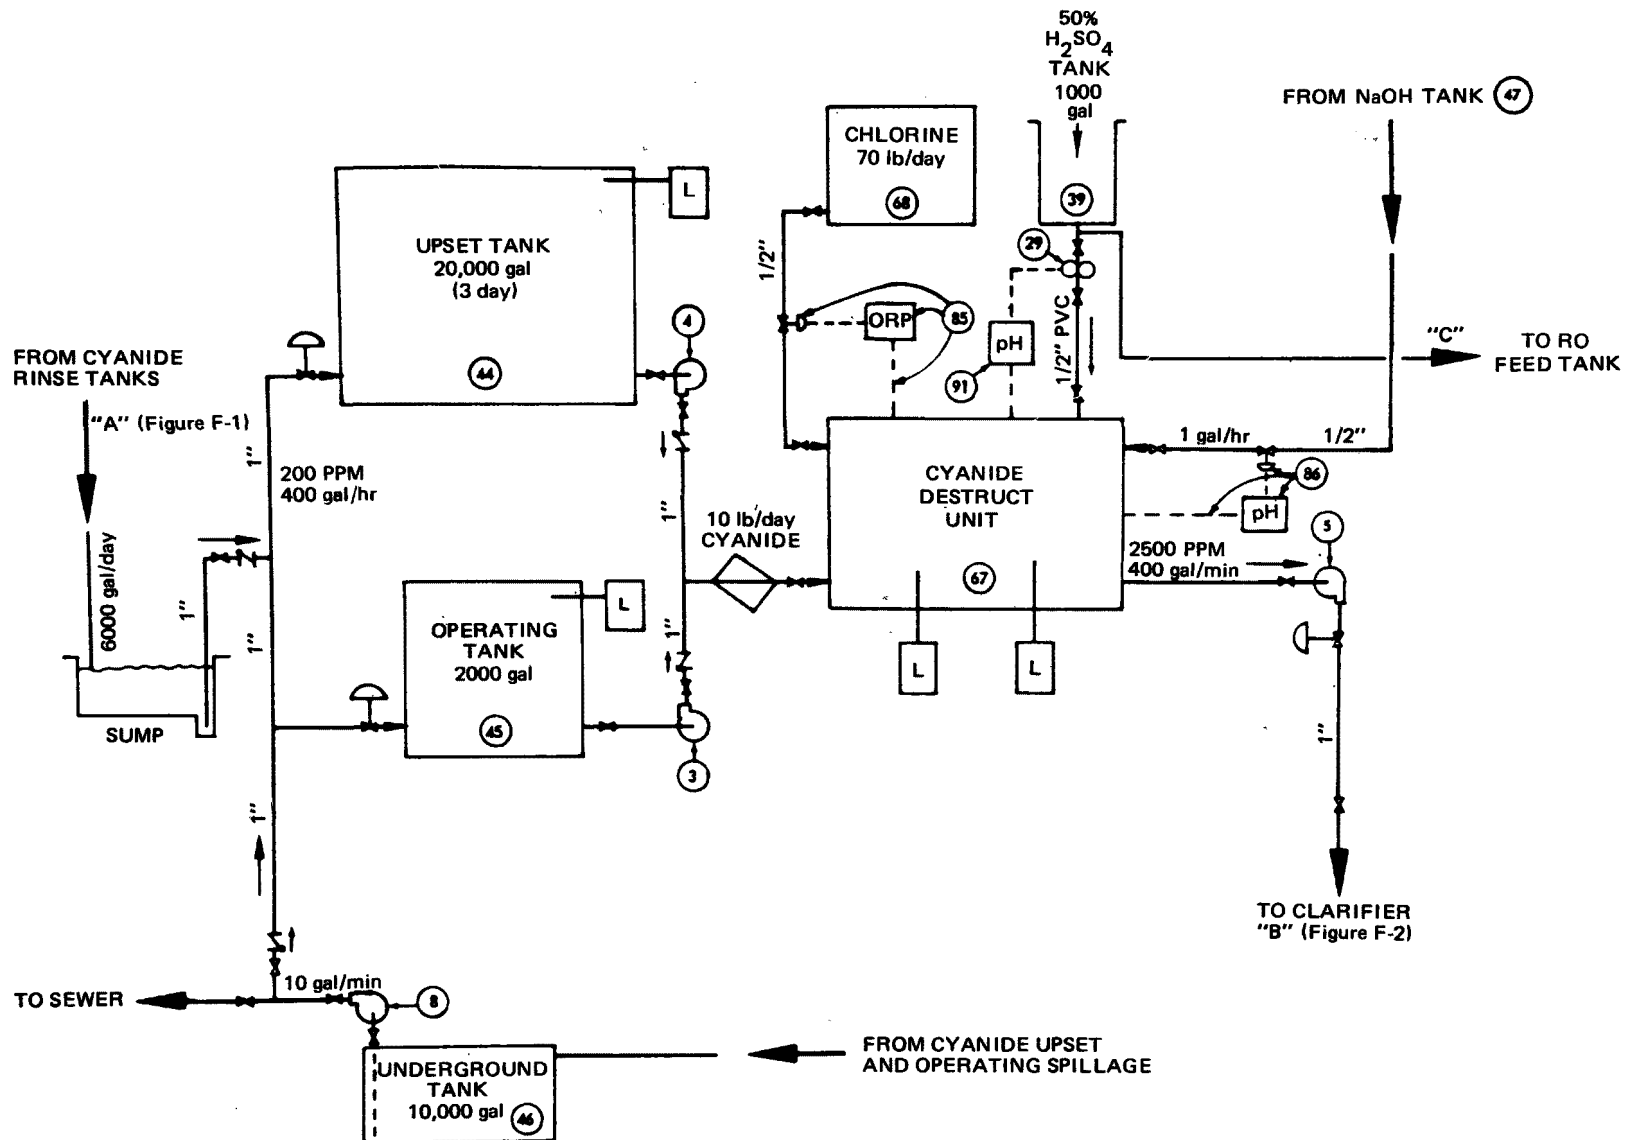 50%
H2SO4
TANK
1000
gal
FROM NaOH TANK 47
CHLORINE
70 lb/day
68
39
L
UPSET TANK
20,000 gal
(3 day)
44
29
1/2"
1/2" PVC
ORP
85
pH
91
4
"C"
TO RO
FEED TANK
FROM CYANIDE
RINSE TANKS
"A" (Figure F-1)
1"
200 PPM
400 gal/hr
1"
10 lb/day
CYANIDE
CYANIDE
DESTRUCT
UNIT
67
1 gal/hr
1/2"
86
pH
5
2500 PPM
400 gal/min
6000 gal/day
1"
1"
SUMP
OPERATING
TANK
2000 gal
45
L
1"
3
L
L
1"
1"
TO CLARIFIER
"B" (Figure F-2)
TO SEWER
10 gal/min
8
UNDERGROUND
TANK
10,000 gal 46
FROM CYANIDE UPSET
AND OPERATING SPILLAGE